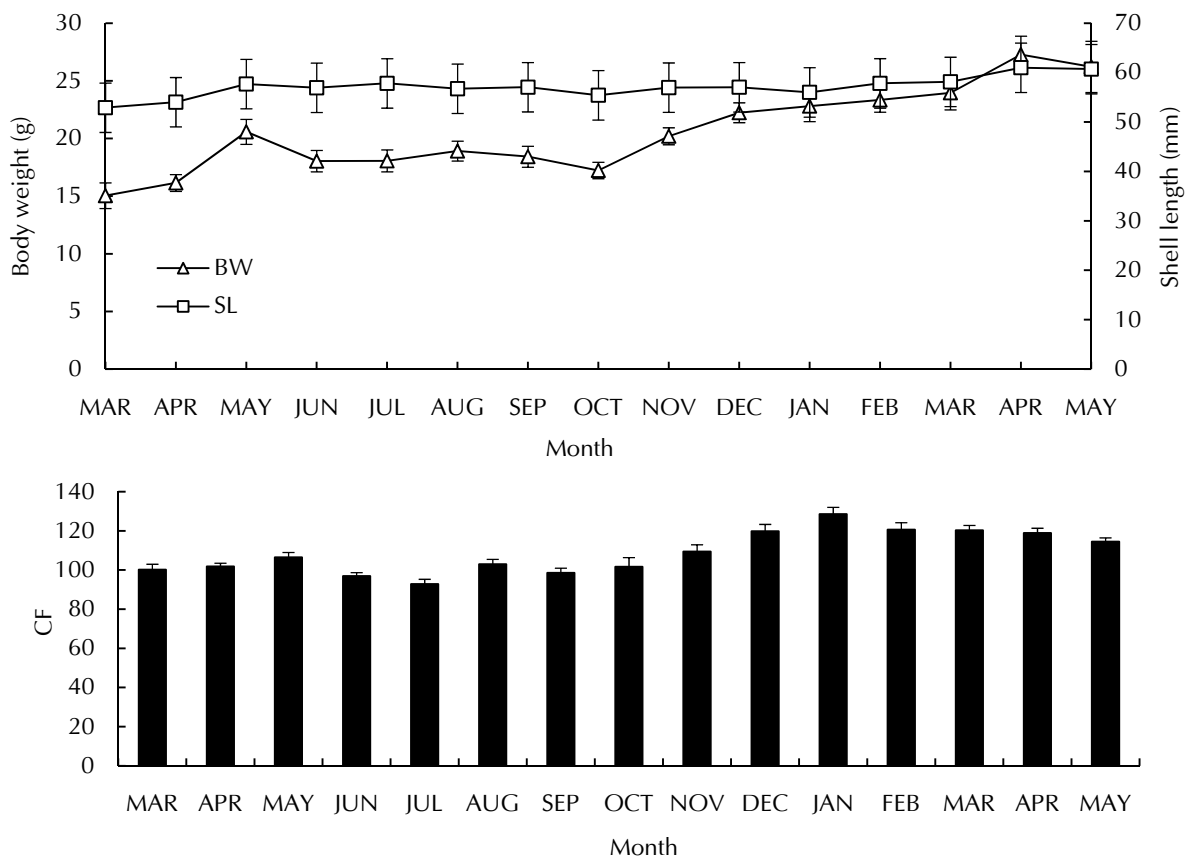 30
25
20
15
10
5
0
Body weight (g)
70
60
50
40
30
20
10
0
Shell length (mm)
BW
SL
MAR APR MAY JUN JUL AUG SEP OCT NOV DEC JAN FEB MAR APR MAY
Month
140
120
100
80
60
40
20
0
CF
MAR APR MAY JUN JUL AUG SEP OCT NOV DEC JAN FEB MAR APR MAY
Month